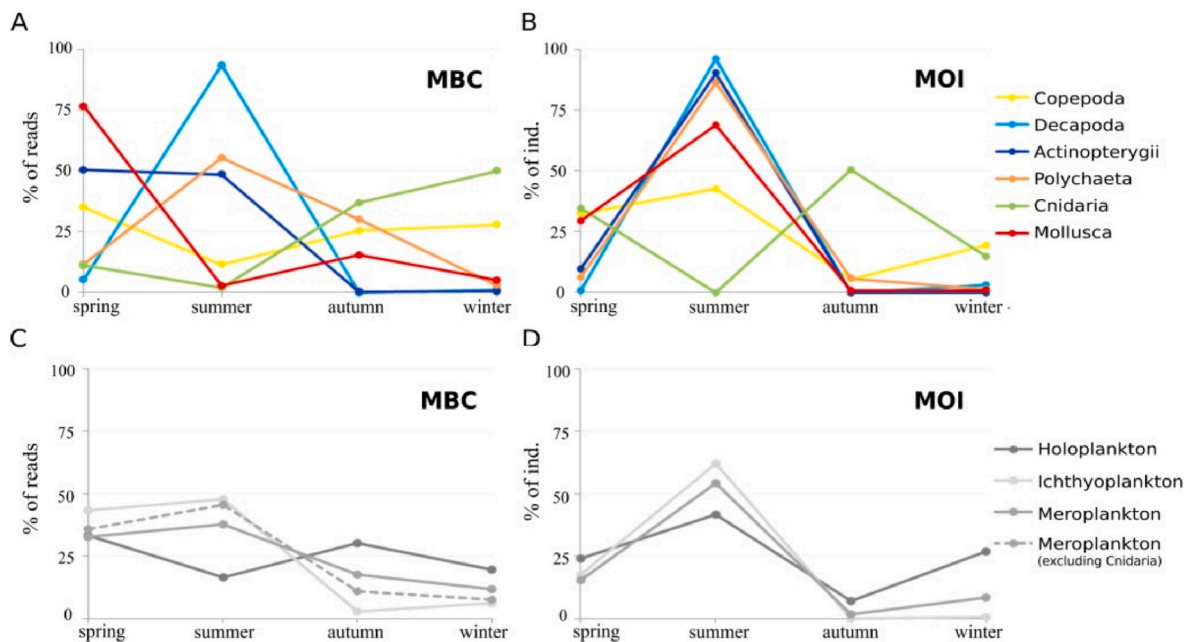 A
B
100
75
50
25
0
% of reads
MBC
spring summer autumn winter
100
75
50
25
0
% of ind.
MOI
spring summer autumn winter
Copepoda
Decapoda
Actinopterygii
Polychaeta
Cnidaria
Mollusca
C
D
100
75
50
25
0
% of reads
MBC
spring summer autumn winter
100
75
50
25
0
% of ind.
MOI
spring summer autumn winter
Holoplankton
Ichthyoplankton
Meroplankton
Meroplankton
(excluding Cnidaria)